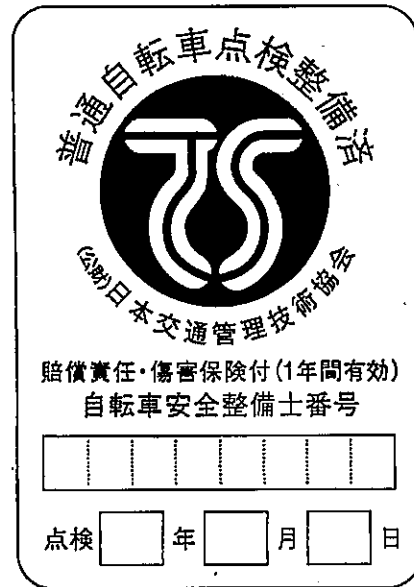 普通自転車点検整備済
TS
(公財)日本交通管理技術協会
賠償責任・傷害保険付(1年間有効)
自転車安全整備士番号
点検 年 月 日